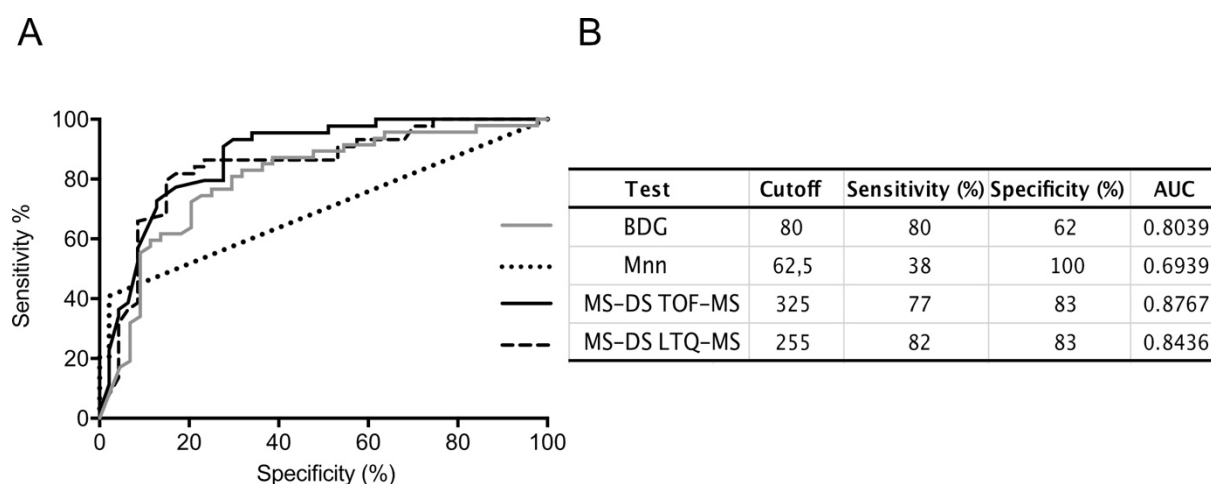 A
B
100
80
60
40
20
0
Sensitivity %
0 20 40 60 80 100
Specificity (%)
Test Cutoff Sensitivity (%) Specificity (%) AUC
BDG 80 80 62 0.8039
Mnn 62,5 38 100 0.6939
MS-DS TOF-MS 325 77 83 0.8767
MS-DS LTQ-MS 255 82 83 0.8436